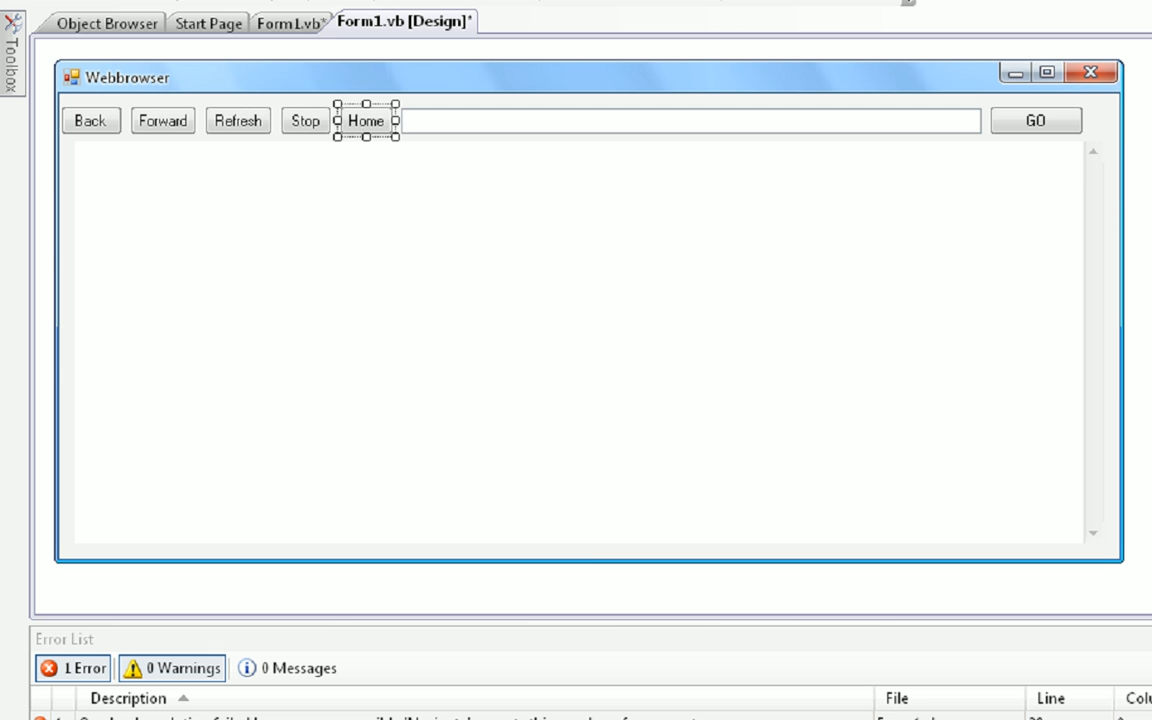 Object Browser Start Page Form1.vb* Form1.vb [Design]*
Toolbox
Webbrowser
Back Forward Refresh Stop Home GO
Error List
1 Error 0 Warnings 0 Messages
Description File Line Colu